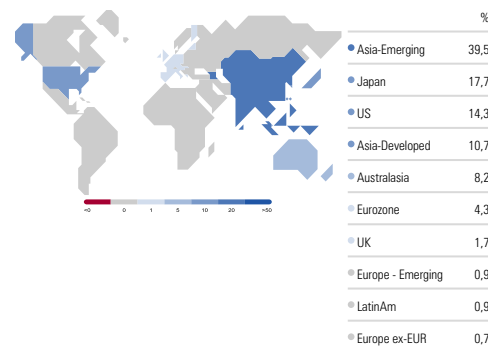 %
Asia-Emerging 39,5
Japan 17,7
US 14,3
Asia-Developed 10,7
Australasia 8,2
Eurozone 4,3
UK 1,7
Europe - Emerging 0,9
LatinAm 0,9
Europe ex-EUR 0,7
<0 0 1 5 10 20 >50